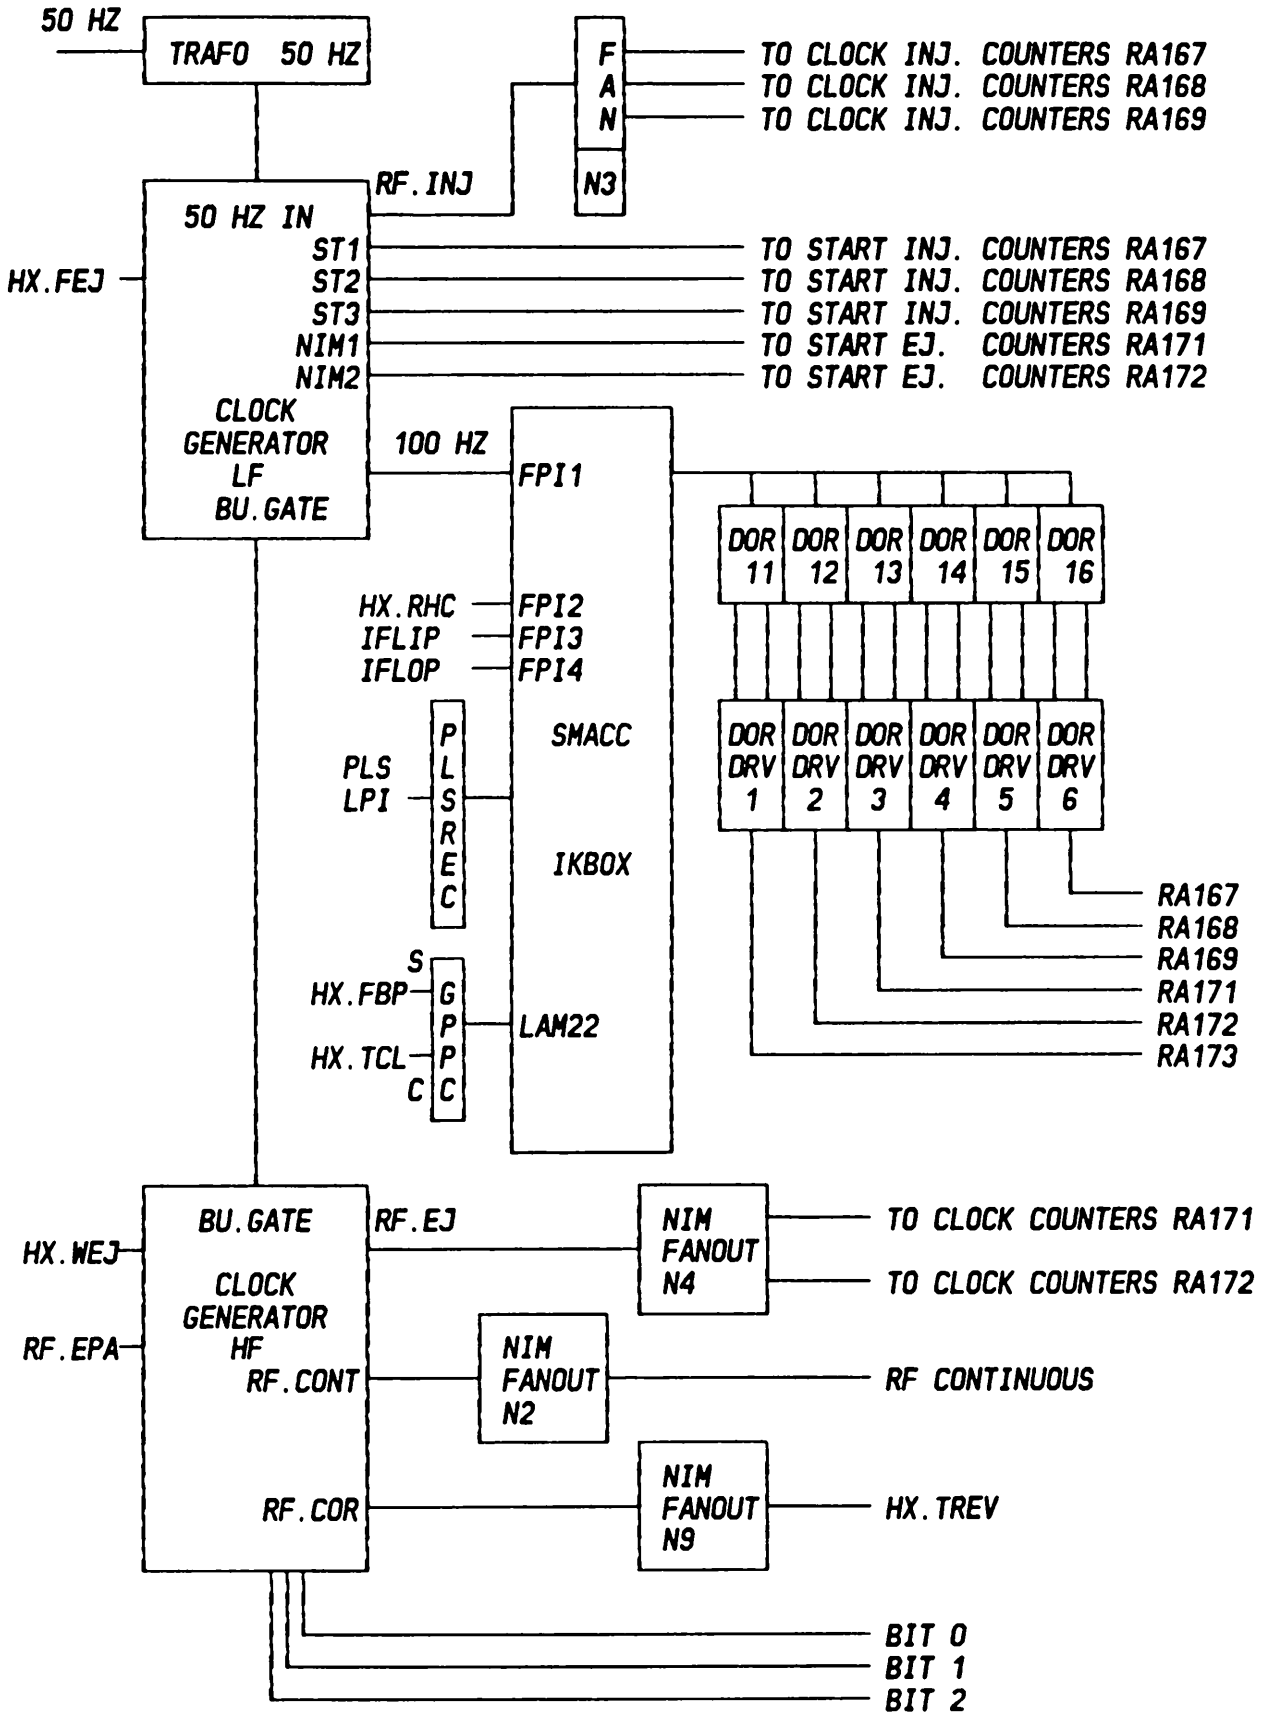 50 HZ
TRAFO 50 HZ
F
A
N
N3
TO CLOCK INJ. COUNTERS RA167
TO CLOCK INJ. COUNTERS RA168
TO CLOCK INJ. COUNTERS RA169
RF.INJ
50 HZ IN
ST1
ST2
ST3
NIM1
NIM2
HX.FEJ
TO START INJ. COUNTERS RA167
TO START INJ. COUNTERS RA168
TO START INJ. COUNTERS RA169
TO START EJ. COUNTERS RA171
TO START EJ. COUNTERS RA172
CLOCK
GENERATOR
LF
BU.GATE
100 HZ
FPI1
HX.RHC
FPI2
IFLIP
FPI3
IFLOP
FPI4
SMACC
IKBOX
LAM22
PLS
LPI
P
L
S
R
E
C
S
HX.FBP
HX.TCL
C
G
P
P
C
DOR
11
DOR
12
DOR
13
DOR
14
DOR
15
DOR
16
DOR
DRV
1
DOR
DRV
2
DOR
DRV
3
DOR
DRV
4
DOR
DRV
5
DOR
DRV
6
RA167
RA168
RA169
RA171
RA172
RA173
BU.GATE
RF.EJ
HX.WEJ
CLOCK
GENERATOR
HF
RF.EPA
RF.CONT
RF.COR
NIM
FANOUT
N4
TO CLOCK COUNTERS RA171
TO CLOCK COUNTERS RA172
NIM
FANOUT
N2
RF CONTINUOUS
NIM
FANOUT
N9
HX.TREV
BIT 0
BIT 1
BIT 2